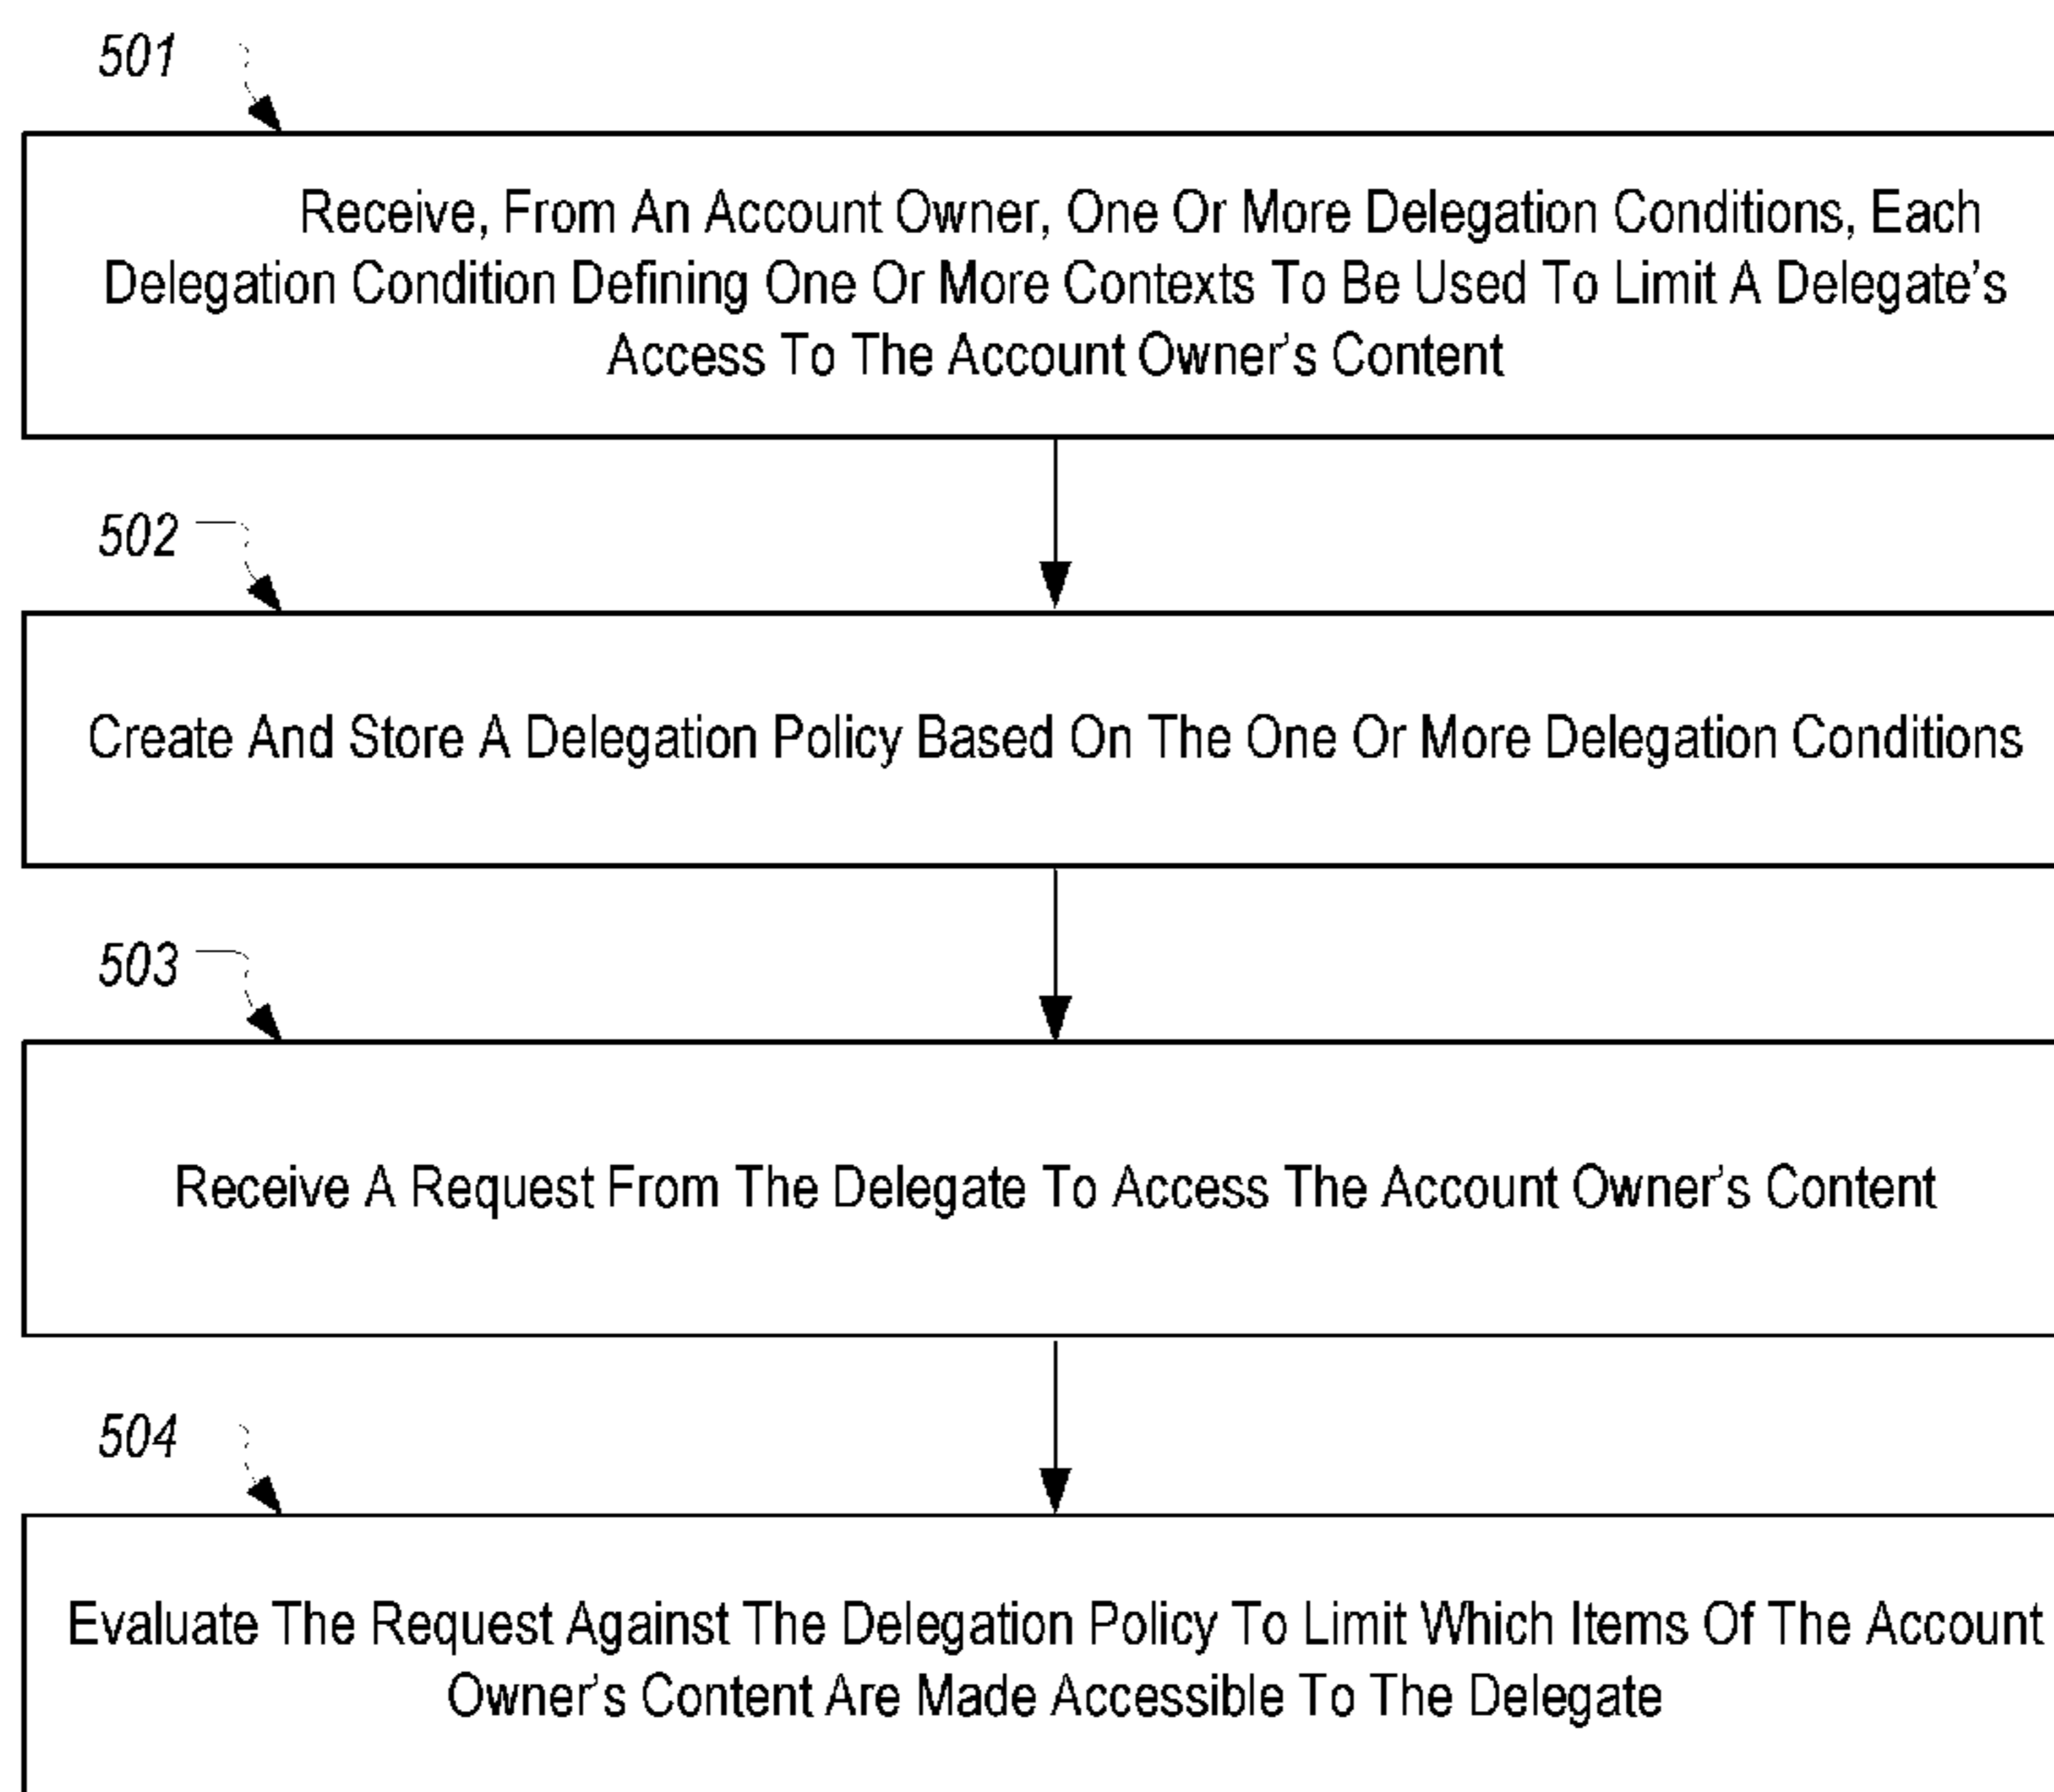 501
Receive, From An Account Owner, One Or More Delegation Conditions, Each
Delegation Condition Defining One Or More Contexts To Be Used To Limit A Delegate's
Access To The Account Owner's Content
502
Create And Store A Delegation Policy Based On The One Or More Delegation Conditions
503
Receive A Request From The Delegate To Access The Account Owner's Content
504
Evaluate The Request Against The Delegation Policy To Limit Which Items Of The Account
Owner's Content Are Made Accessible To The Delegate